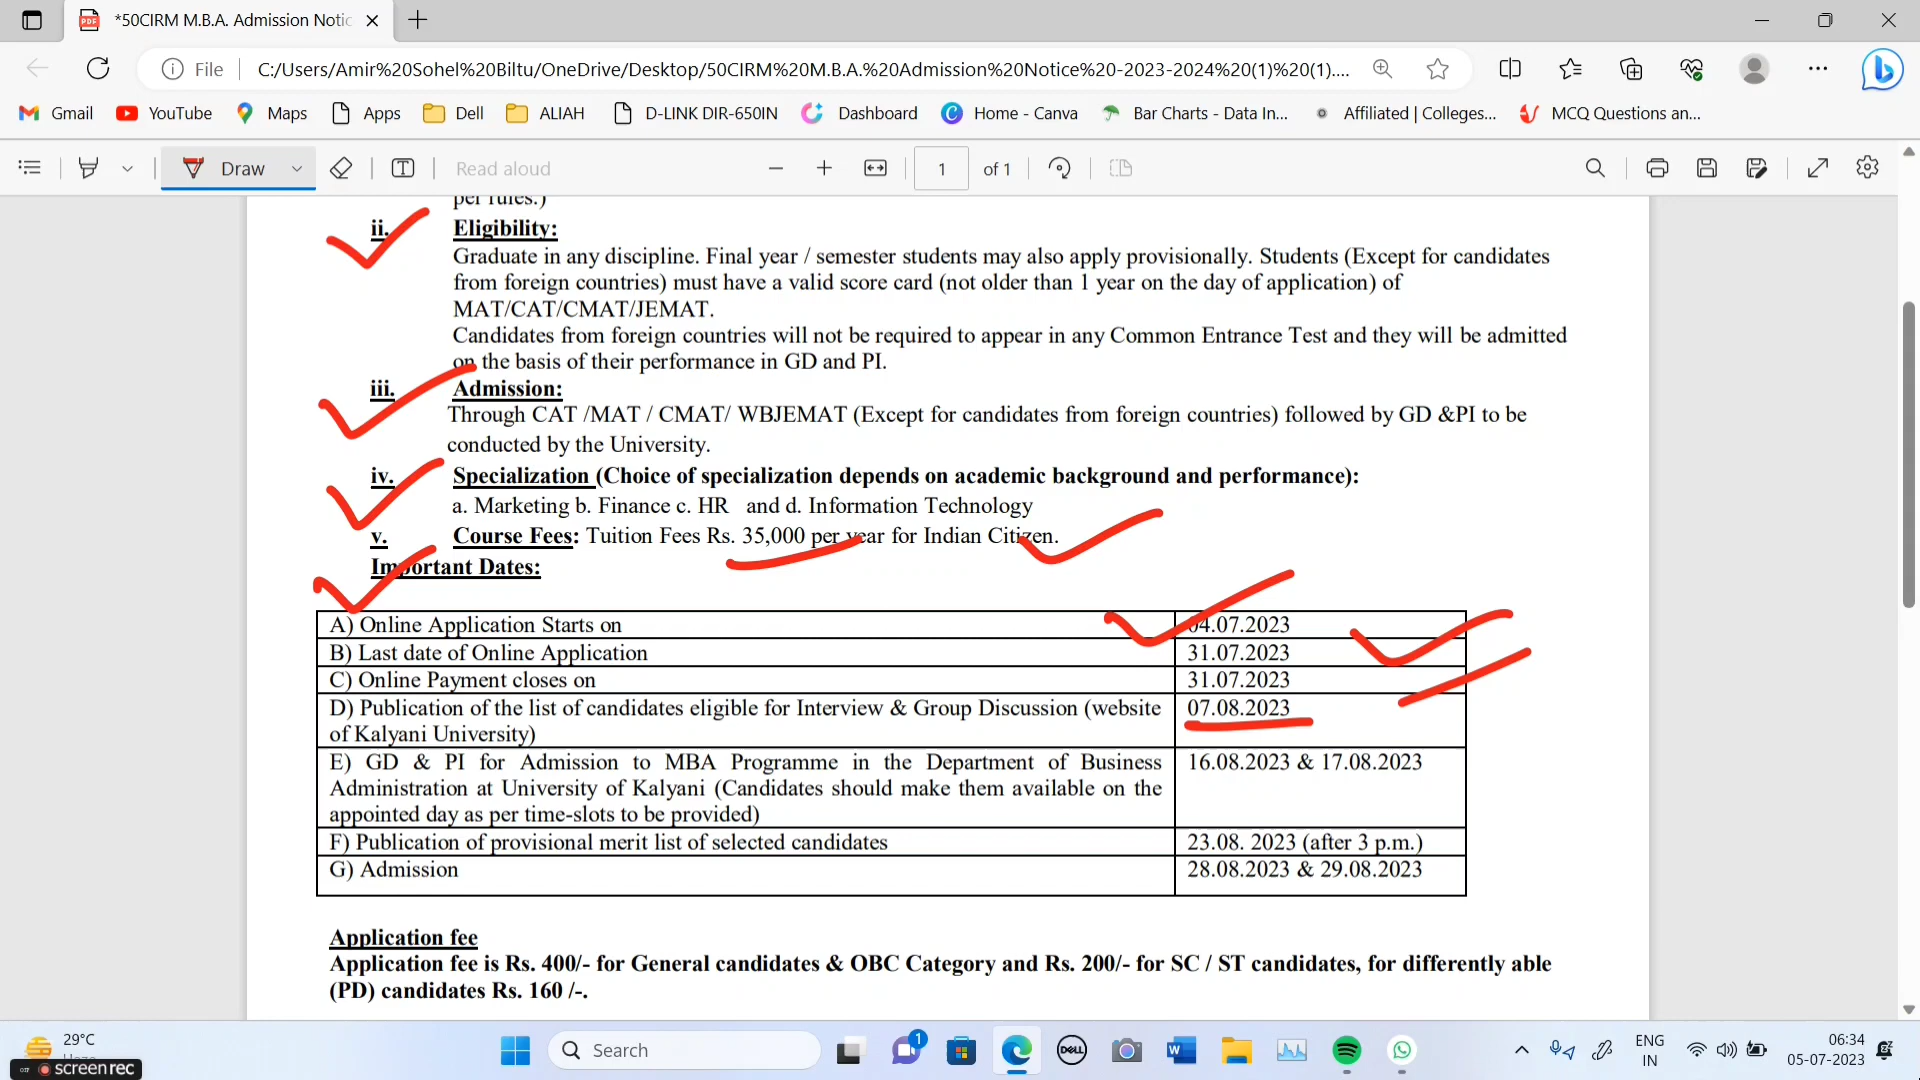 *50CIRM M.B.A. Admission Notic
File
C:/Users/Amir%20Sohel%20Biltu/OneDrive/Desktop/50CIRM%20M.B.A.%20Admission%20Notice%20-2023-2024%20(1)%20(1)....
Gmail YouTube Maps Apps Dell ALIAH D-LINK DIR-650IN Dashboard Home - Canva Bar Charts - Data In... Affiliated | Colleges... MCQ Questions an...
Draw Read aloud 1 of 1
per rules.)
ii. Eligibility:
Graduate in any discipline. Final year / semester students may also apply provisionally. Students (Except for candidates
from foreign countries) must have a valid score card (not older than 1 year on the day of application) of
MAT/CAT/CMAT/JEMAT.
Candidates from foreign countries will not be required to appear in any Common Entrance Test and they will be admitted
on the basis of their performance in GD and PI.
iii. Admission:
Through CAT /MAT / CMAT/ WBJEMAT (Except for candidates from foreign countries) followed by GD &PI to be
conducted by the University.
iv. Specialization (Choice of specialization depends on academic background and performance):
a. Marketing b. Finance c. HR and d. Information Technology
v. Course Fees: Tuition Fees Rs. 35,000 per year for Indian Citizen.
Important Dates:
A) Online Application Starts on 04.07.2023
B) Last date of Online Application 31.07.2023
C) Online Payment closes on 31.07.2023
D) Publication of the list of candidates eligible for Interview & Group Discussion (website 07.08.2023
of Kalyani University)
E) GD & PI for Admission to MBA Programme in the Department of Business 16.08.2023 & 17.08.2023
Administration at University of Kalyani (Candidates should make them available on the
appointed day as per time-slots to be provided)
F) Publication of provisional merit list of selected candidates 23.08. 2023 (after 3 p.m.)
G) Admission 28.08.2023 & 29.08.2023
Application fee
Application fee is Rs. 400/- for General candidates & OBC Category and Rs. 200/- for SC / ST candidates, for differently able
(PD) candidates Rs. 160 /-.
29°C
Haze
screenrec
Search
1
DELL
ENG
IN
06:34
05-07-2023